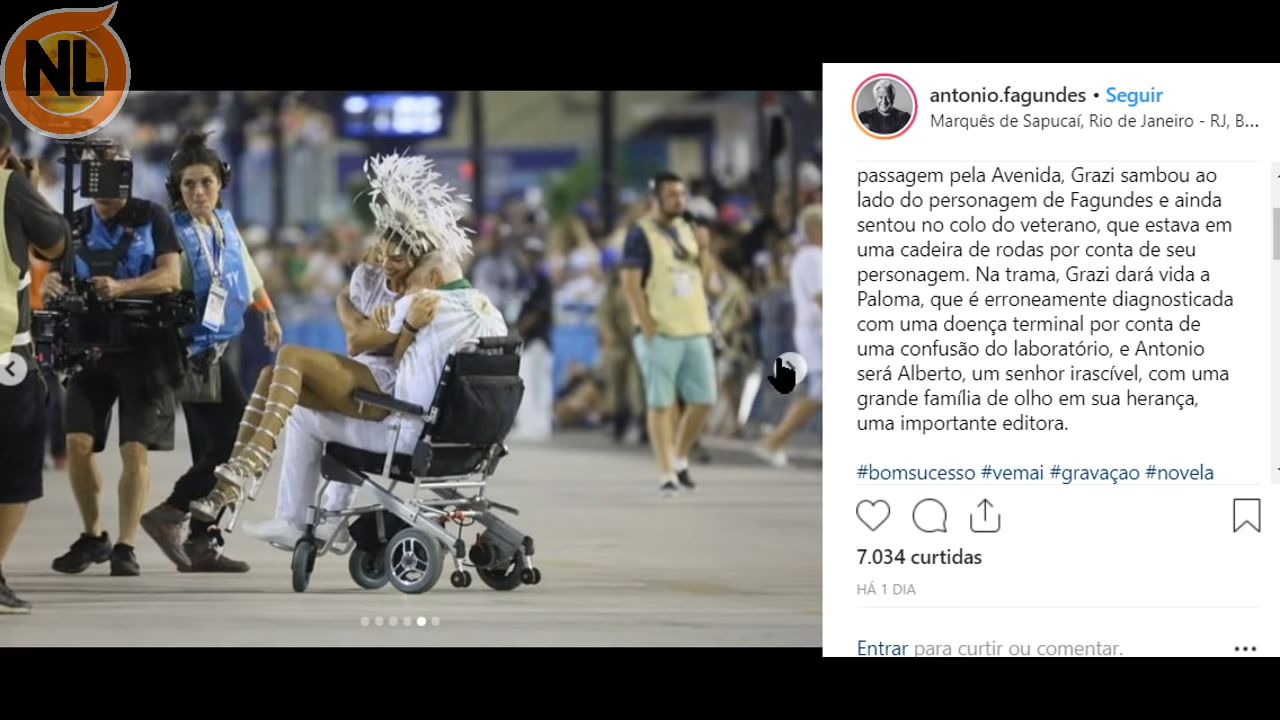 NL
antonio.fagundes • Seguir
Marquês de Sapucaí, Rio de Janeiro - RJ, B...
passagem pela Avenida, Grazi sambou ao
lado do personagem de Fagundes e ainda
sentou no colo do veterano, que estava em
uma cadeira de rodas por conta de seu
personagem. Na trama, Grazi dará vida a
Paloma, que é erroneamente diagnosticada
com uma doença terminal por conta de
uma confusão do laboratório, e Antonio
será Alberto, um senhor irascível, com uma
grande família de olho em sua herança,
uma importante editora.
#bomsucesso #vemai #gravaçao #novela
7.034 curtidas
HÁ 1 DIA
Entrar para curtir ou comentar.